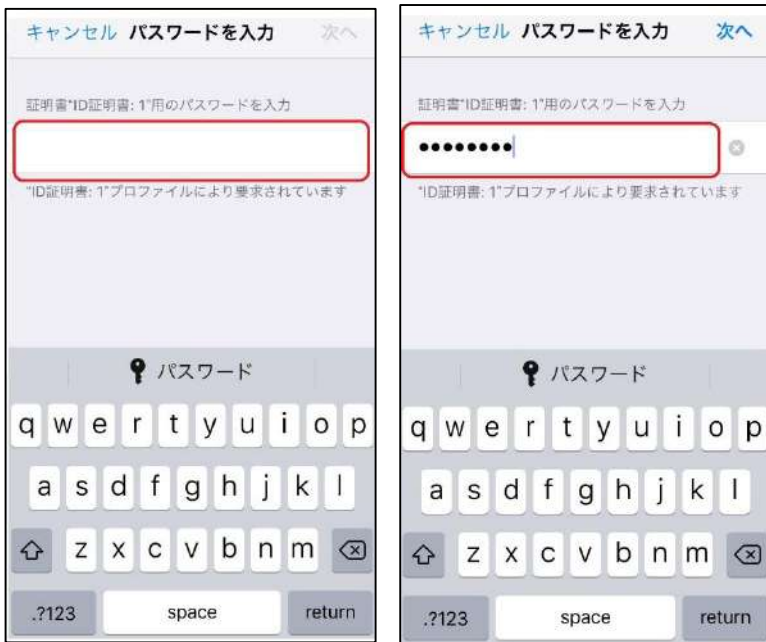 キャンセル パスワードを入力 次へ
証明書"ID証明書: 1"用のパスワードを入力
"ID証明書: 1"プロファイルにより要求されています
パスワード
q w e r t y u i o p
a s d f g h j k l
z x c v b n m
.?123 space return
キャンセル パスワードを入力 次へ
証明書"ID証明書: 1"用のパスワードを入力
●●●●●●●●
"ID証明書: 1"プロファイルにより要求されています
パスワード
q w e r t y u i o p
a s d f g h j k l
z x c v b n m
.?123 space return